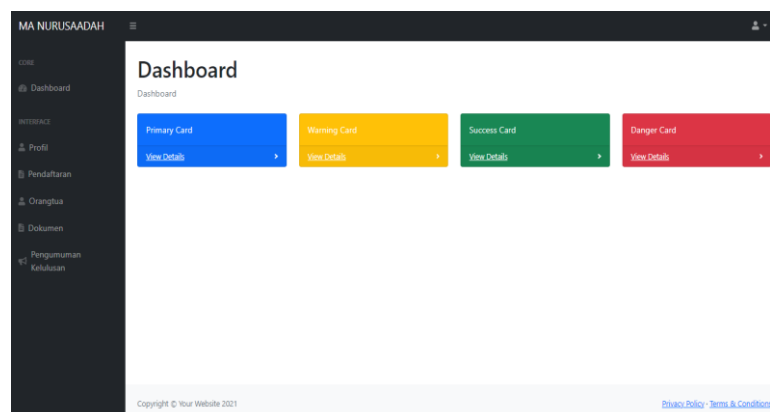 MA NURUSAADAH
CORE
Dashboard
INTERFACE
Profil
Pendaftaran
Orangtua
Dokumen
Pengumuman
Kelulusan
Dashboard
Dashboard
Primary Card
View Details
Warning Card
View Details
Success Card
View Details
Danger Card
View Details
Copyright © Your Website 2021
Privacy Policy · Terms & Conditions